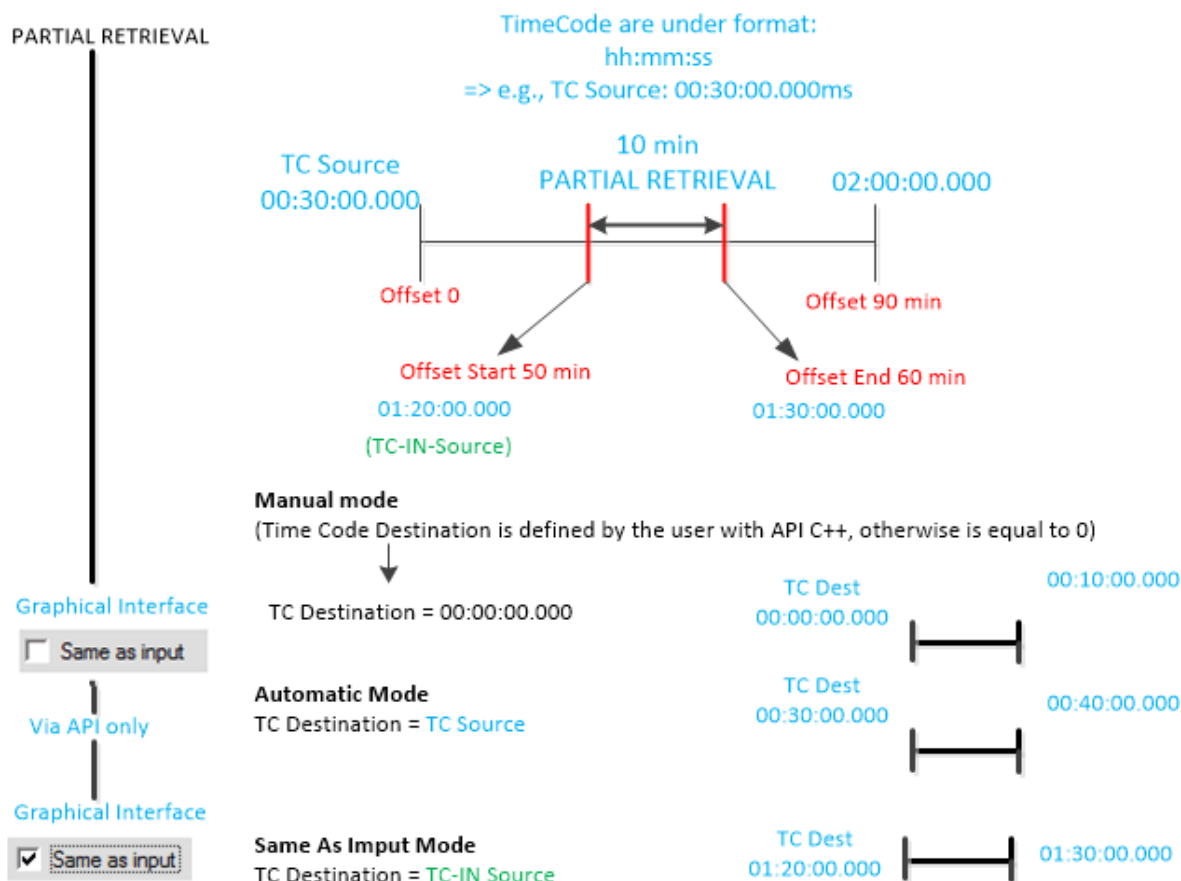 PARTIAL RETRIEVAL
TimeCode are under format:
hh:mm:ss
=> e.g., TC Source: 00:30:00.000ms
10 min
PARTIAL RETRIEVAL
TC Source
00:30:00.000
02:00:00.000
Offset 0
Offset 90 min
Offset Start 50 min
Offset End 60 min
01:20:00.000
01:30:00.000
(TC-IN-Source)
Manual mode
(Time Code Destination is defined by the user with API C++, otherwise is equal to 0)
Graphical Interface
Same as input
TC Destination = 00:00:00.000
TC Dest
00:00:00.000
00:10:00.000
Via API only
Automatic Mode
TC Destination = TC Source
TC Dest
00:30:00.000
00:40:00.000
Graphical Interface
Same as input
Same As Imput Mode
TC Destination = TC-IN Source
TC Dest
01:20:00.000
01:30:00.000